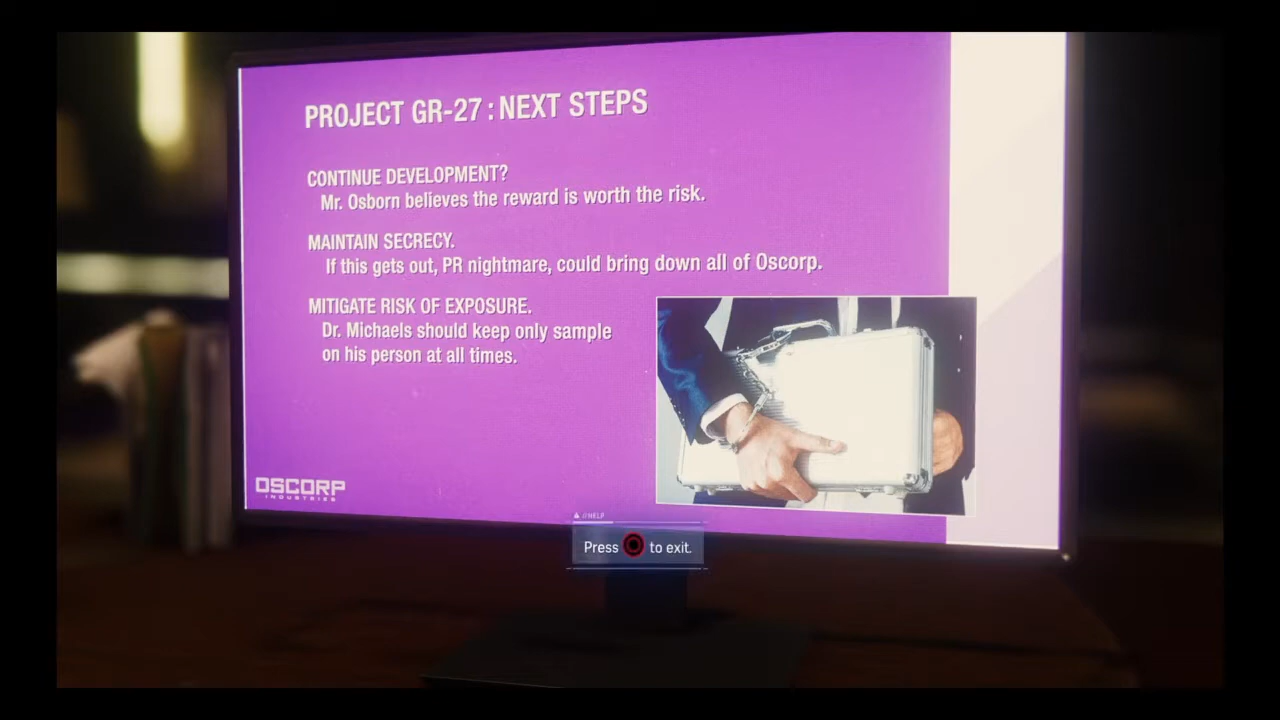 PROJECT GR-27 : NEXT STEPS
CONTINUE DEVELOPMENT?
Mr. Osborn believes the reward is worth the risk.
MAINTAIN SECRECY.
If this gets out, PR nightmare, could bring down all of Oscorp.
MITIGATE RISK OF EXPOSURE.
Dr. Michaels should keep only sample
on his person at all times.
OSCORP
INDUSTRIES
//HELP
Press to exit.